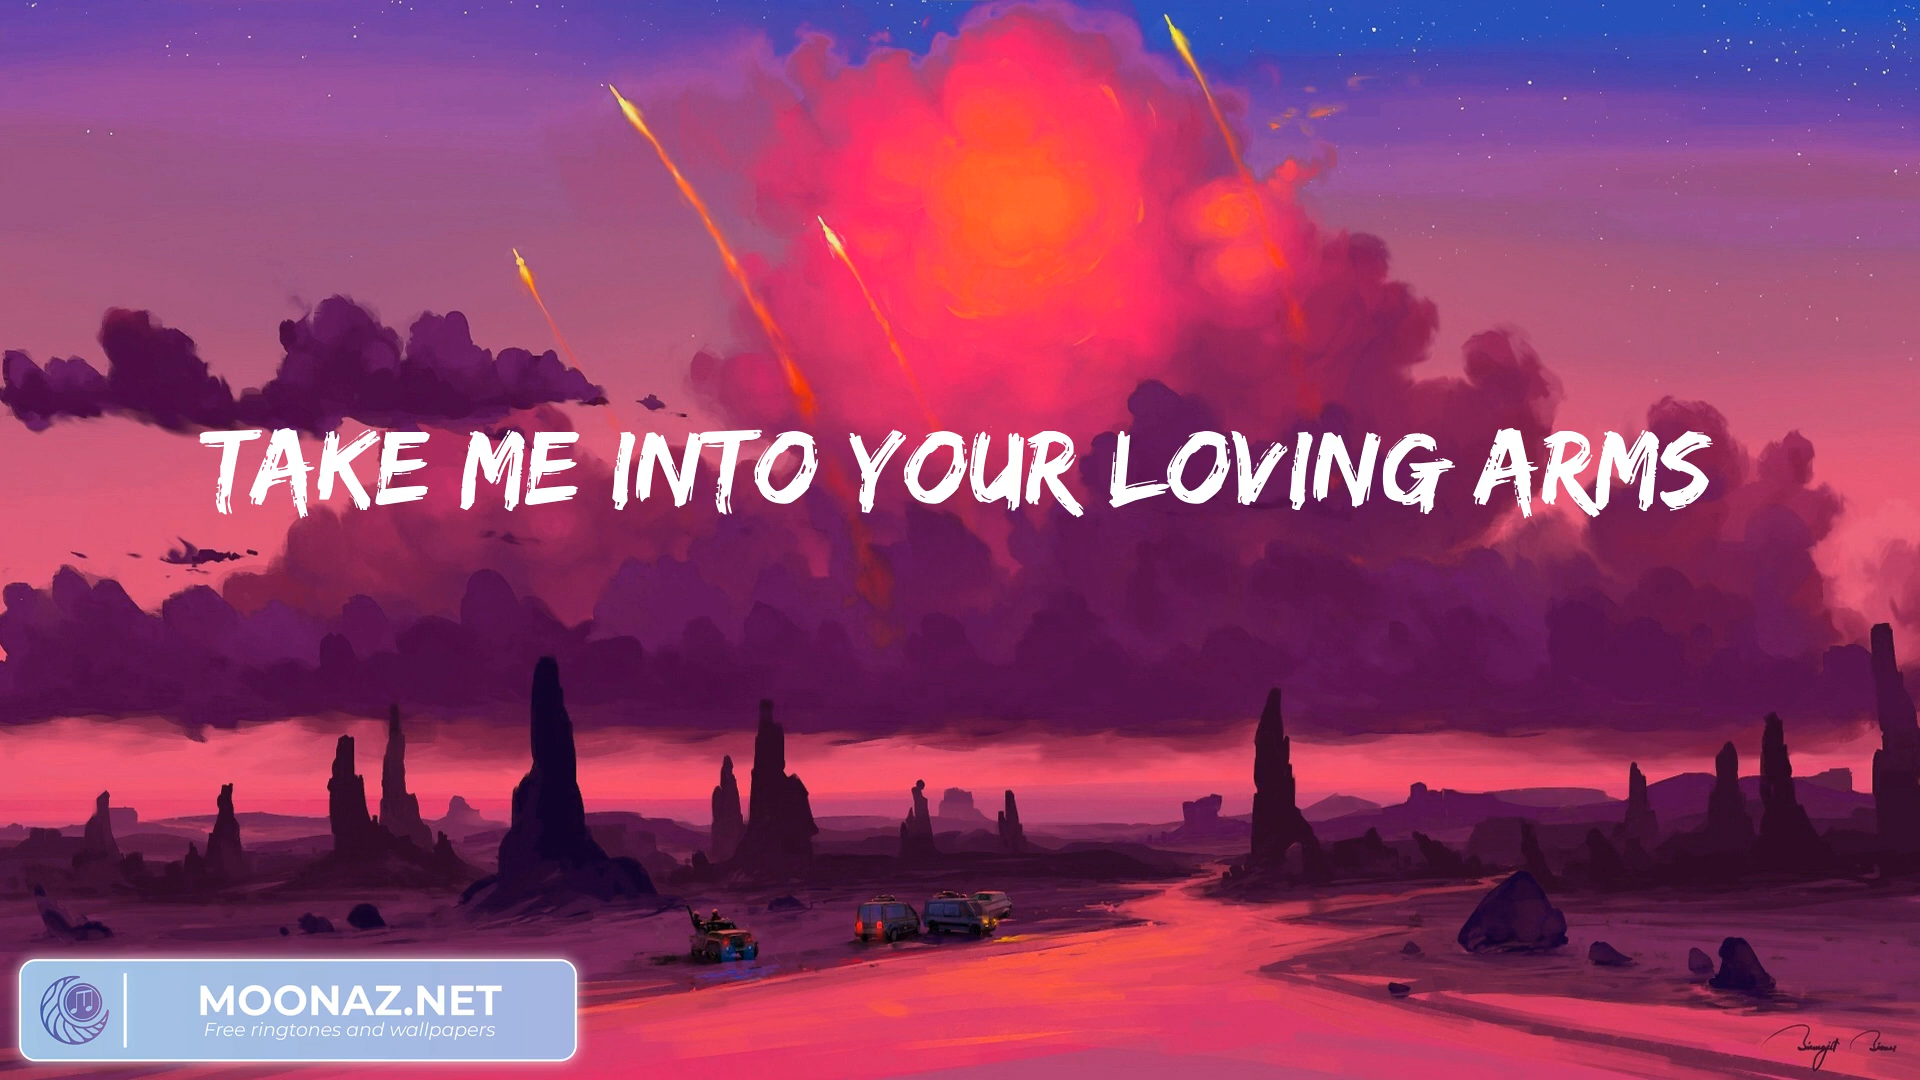 TAKE ME INTO YOUR LOVING ARMS
MOONAZ.NET
Free ringtones and wallpapers